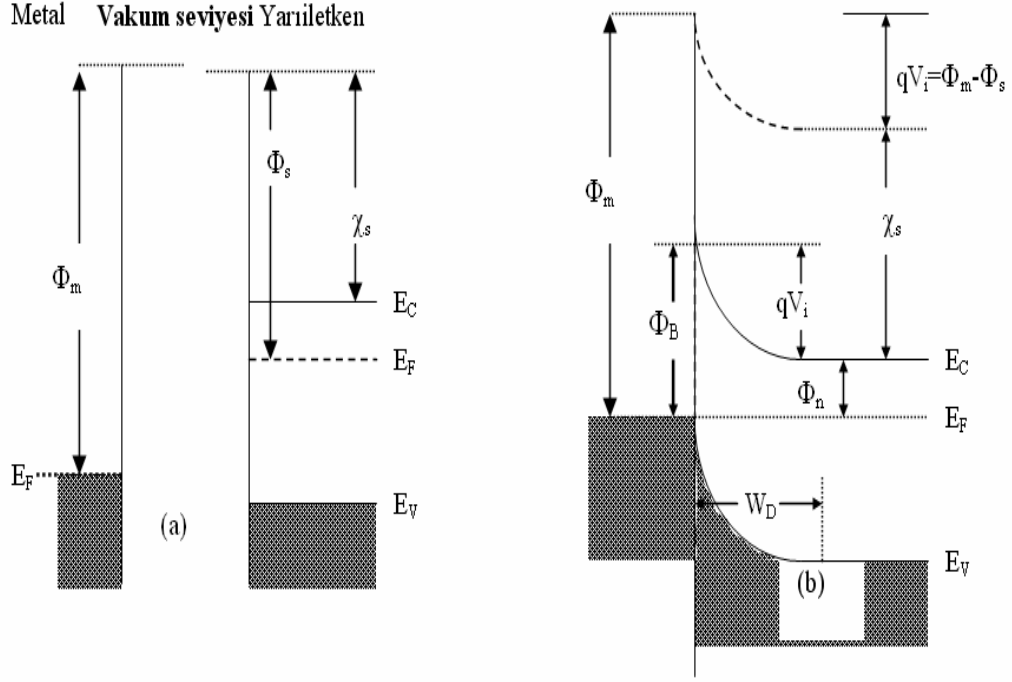 Metal Vakum seviyesi Yarıiletken
Φm
Φs
χs
EC
EF
EF
EV
(a)
qVi=Φm-Φs
Φm
χs
ΦB
qVi
EC
Φn
EF
WD
EV
(b)